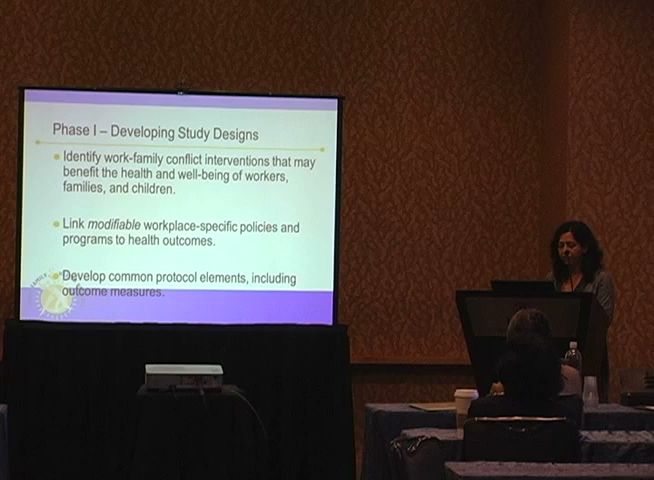 Phase I – Developing Study Designs
Identify work-family conflict interventions that may
benefit the health and well-being of workers,
families, and children.
Link modifiable workplace-specific policies and
programs to health outcomes.
Develop common protocol elements, including
outcome measures.